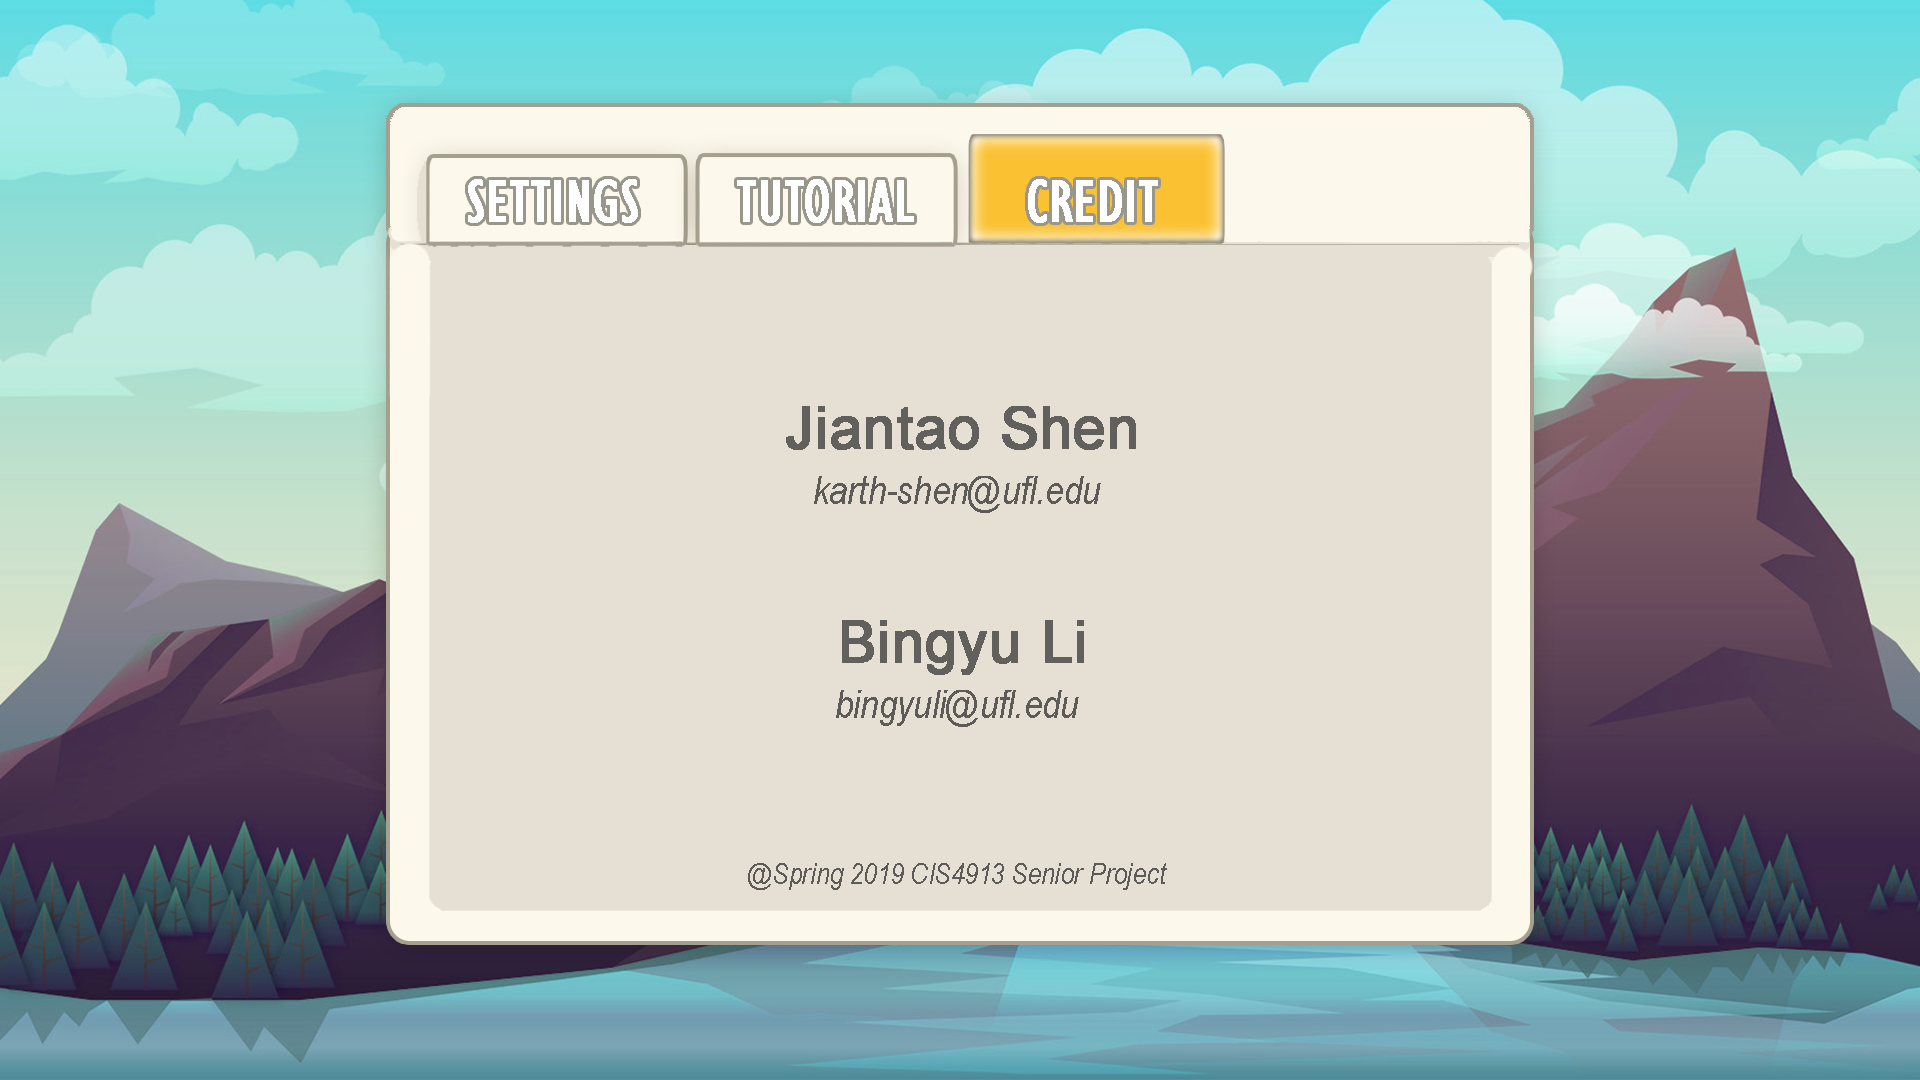 SETTINGS TUTORIAL CREDIT
Jiantao Shen
karth-shen@ufl.edu
Bingyu Li
bingyuli@ufl.edu
@Spring 2019 CIS4913 Senior Project